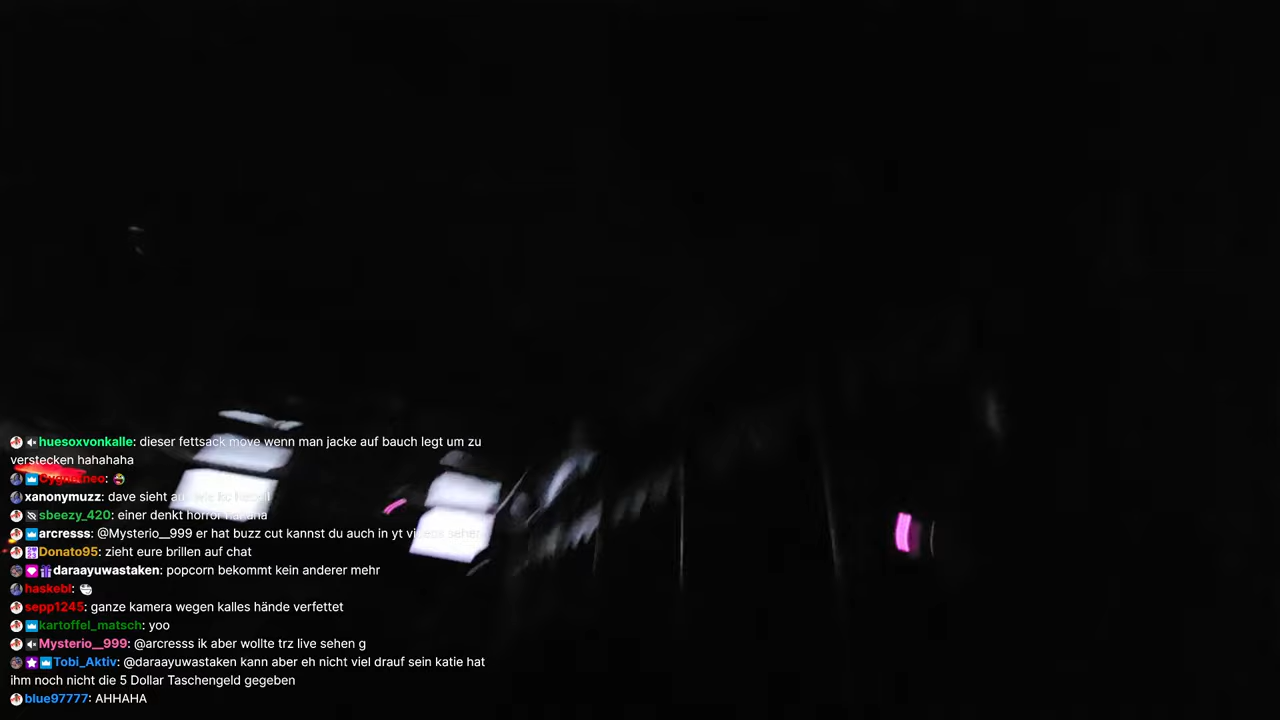 huesoxvonkalle: dieser fettsack move wenn man jacke auf bauch legt um zu
verstecken hahahaha
xanonymuzz: dave sieht
sbeezy_420: einer denkt horror
arcresss: @Mysterio__999 er hat buzz cut kannst du auch in yt videos sehen
Donato95: zieht eure brillen auf chat
daraayuwastaken: popcorn bekommt kein anderer mehr
haskebl:
sepp1245: ganze kamera wegen kalles hände verfettet
kartoffel_matsch: yoo
Mysterio__999: @arcresss ik aber wollte trz live sehen g
Tobi_Aktiv: @daraayuwastaken kann aber eh nicht viel drauf sein katie hat
ihm noch nicht die 5 Dollar Taschengeld gegeben
blue97777: AHHAHA